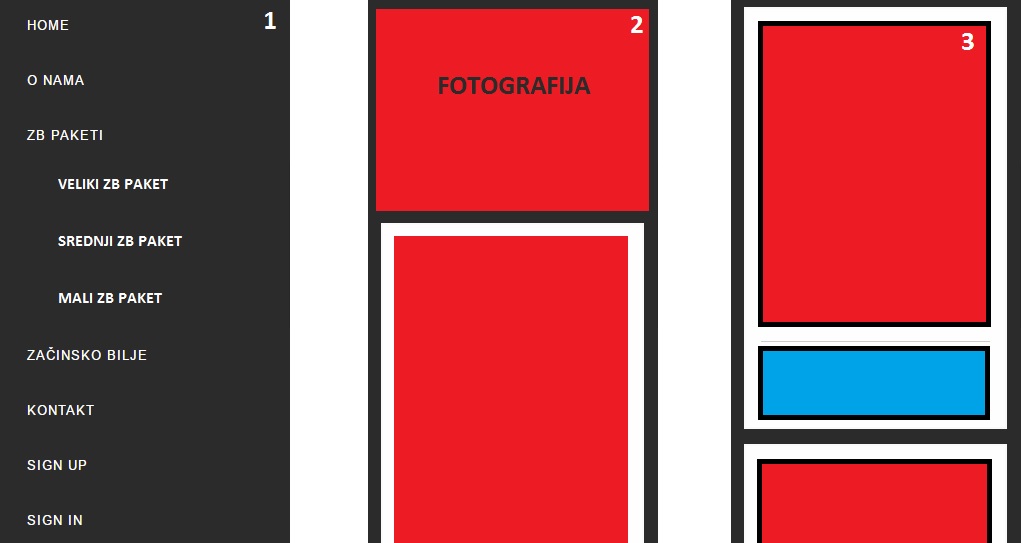 1
HOME
O NAMA
ZB PAKETI
VELIKI ZB PAKET
SREDNJI ZB PAKET
MALI ZB PAKET
ZAČINSKO BILJE
KONTAKT
SIGN UP
SIGN IN
2
FOTOGRAFIJA
3